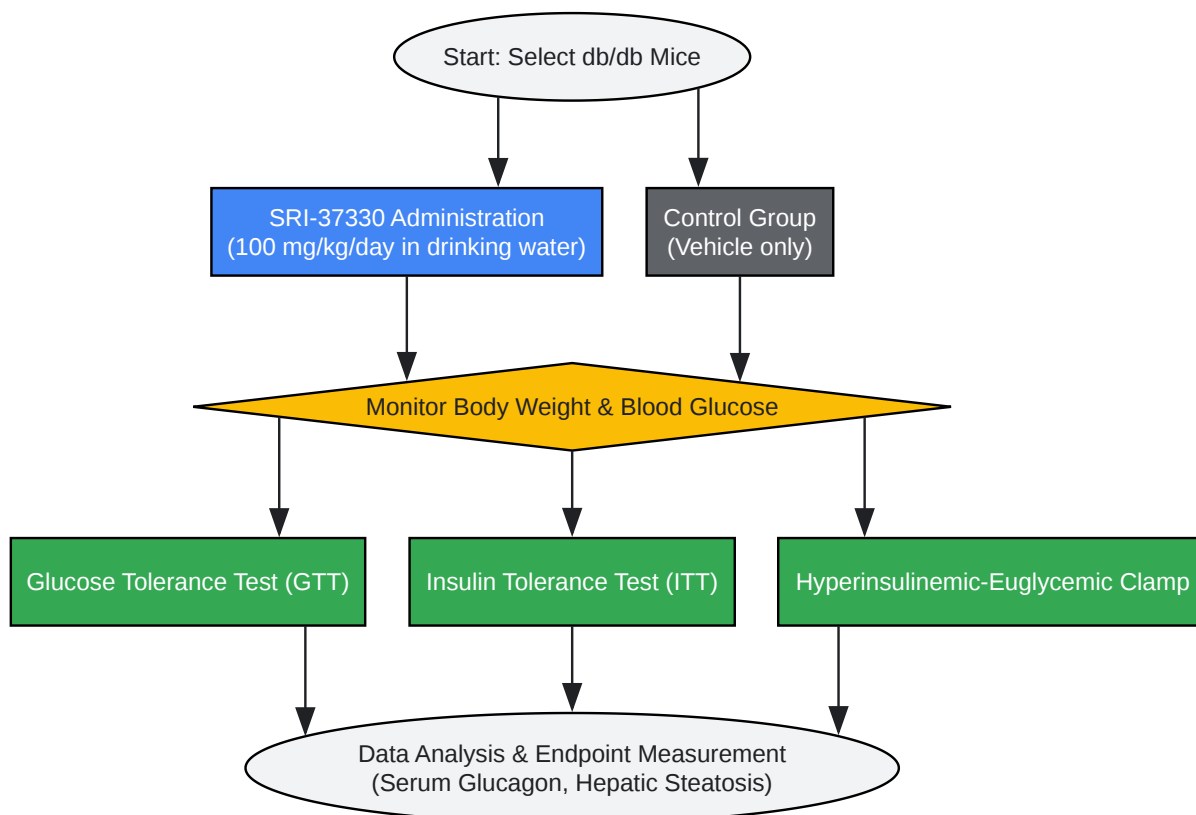 Start: Select db/db Mice
SRI-37330 Administration
(100 mg/kg/day in drinking water)
Control Group
(Vehicle only)
Monitor Body Weight & Blood Glucose
Glucose Tolerance Test (GTT)
Insulin Tolerance Test (ITT)
Hyperinsulinemic-Euglycemic Clamp
Data Analysis & Endpoint Measurement
(Serum Glucagon, Hepatic Steatosis)